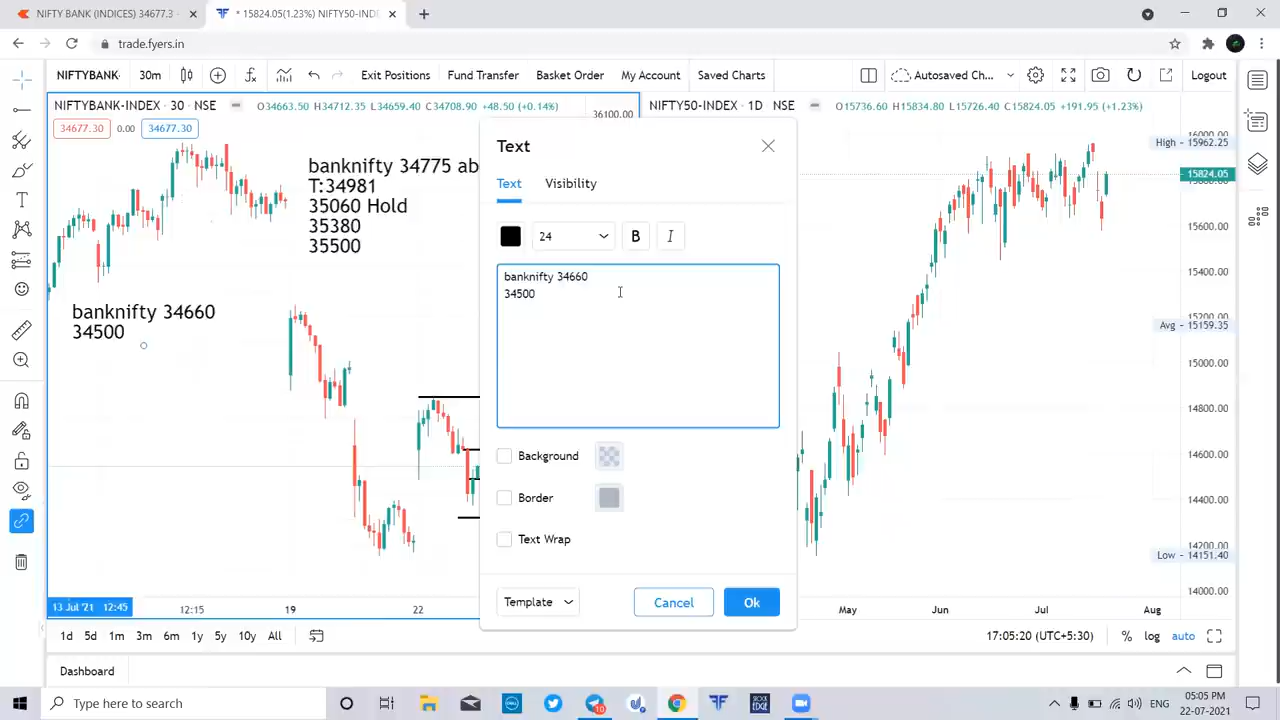 NIFTY BANK (INDICES) 34677.3
* 15824.05(1.23%) NIFTY50-IND
trade.fyers.in
NIFTYBANK-
30m
Exit Positions
Fund Transfer
Basket Order
My Account
Saved Charts
Autosaved Ch...
Logout
NIFTYBANK-INDEX · 30 · NSE
O34663.50 H34712.35 L34659.40 C34708.90 +48.50 (+0.14%)
36100.00
34677.30
0.00
34677.30
NIFTY50-INDEX · 1D NSE
O15736.60 H15834.80 L15726.40 C15824.05 +191.95 (+1.23%)
banknifty 34775 ab
T:34981
35060 Hold
35380
35500
banknifty 34660
34500
Text
Text
Visibility
24
B
I
banknifty 34660
34500
Background
Border
Text Wrap
Template
Cancel
Ok
16000.00
High - 15962.25
15824.05
15600.00
15400.00
15200.00
Avg - 15159.35
15000.00
14800.00
14600.00
14400.00
14200.00
Low - 14151.40
14000.00
13 Jul '21 12:45
12:15
19
22
May
Jun
Jul
Aug
1d
5d
1m
3m
6m
1y
5y
10y
All
17:05:20 (UTC+5:30)
%
log
auto
Dashboard
Type here to search
DELL
10
STOCK
EDGE
ENG
05:05 PM
22-07-2021